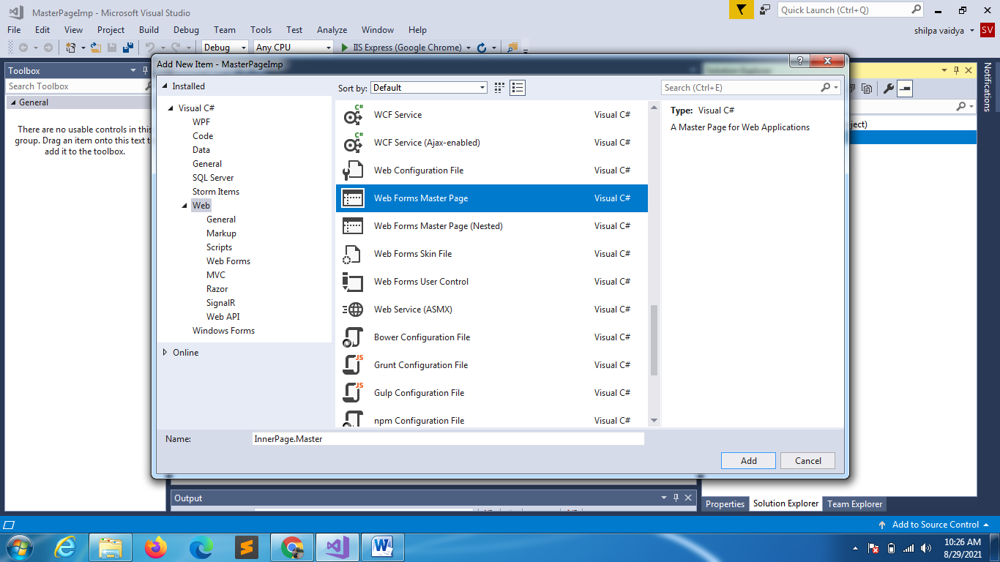 MasterPageImp - Microsoft Visual Studio
Quick Launch (Ctrl+Q)
File Edit View Project Build Debug Team Tools Test Analyze Window Help
shilpa vaidya SV
Debug Any CPU IIS Express (Google Chrome)
Toolbox
Search Toolbox
General
There are no usable controls in this
group. Drag an item onto this text t
add it to the toolbox.
Add New Item - MasterPageImp
?
Installed
Visual C#
WPF
Code
Data
General
SQL Server
Storm Items
Web
General
Markup
Scripts
Web Forms
MVC
Razor
SignalR
Web API
Windows Forms
Online
Sort by: Default
Search (Ctrl+E)
C# WCF Service Visual C#
C# WCF Service (Ajax-enabled) Visual C#
Web Configuration File Visual C#
Web Forms Master Page Visual C#
Web Forms Master Page (Nested) Visual C#
Web Forms Skin File Visual C#
Web Forms User Control Visual C#
Web Service (ASMX) Visual C#
Bower Configuration File Visual C#
JS Grunt Configuration File Visual C#
JS Gulp Configuration File Visual C#
npm Configuration File Visual C#
Type: Visual C#
A Master Page for Web Applications
Name: InnerPage.Master
Add Cancel
Solution Explorer
ject)
Notifications
Output
Properties Solution Explorer Team Explorer
Add to Source Control
10:26 AM
8/29/2021